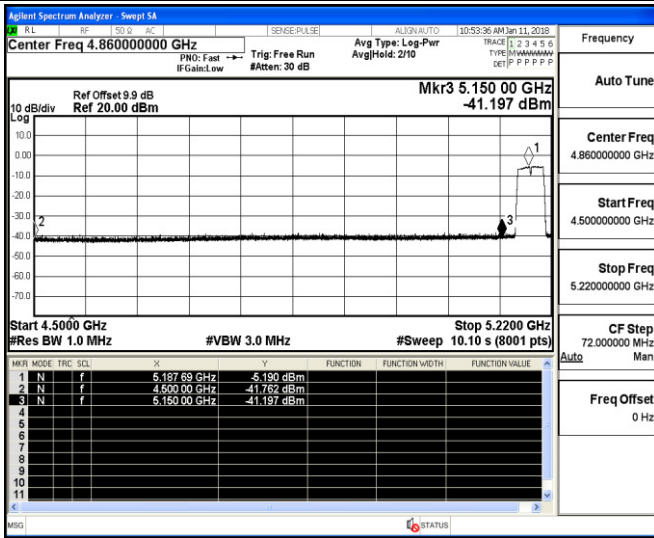 Agilent Spectrum Analyzer - Swept SA
RL RF 50 Ω AC SENSE:PULSE ALIGN AUTO 10:53:36 AM Jan 11, 2018
Center Freq 4.860000000 GHz
PNO: Fast
IFGain:Low
Trig: Free Run
#Atten: 30 dB
Avg Type: Log-Pwr
Avg|Hold: 2/10
TRACE 1 2 3 4 5 6
TYPE MWWWWW
DET P P P P P P
Ref Offset 9.9 dB
Ref 20.00 dBm
10 dB/div
Log
Mkr3 5.150 00 GHz
-41.197 dBm
10.0
0.00
-10.0
-20.0
-30.0
-40.0
-50.0
-60.0
-70.0
1
2
3
Start 4.5000 GHz
#Res BW 1.0 MHz
#VBW 3.0 MHz
Stop 5.2200 GHz
#Sweep 10.10 s (8001 pts)
MKR MODE TRC SCL X Y FUNCTION FUNCTION WIDTH FUNCTION VALUE
1 N f 5.187 69 GHz -5.190 dBm
2 N f 4.500 00 GHz -41.762 dBm
3 N f 5.150 00 GHz -41.197 dBm
4
5
6
7
8
9
10
11
MSG
STATUS
Frequency
Auto Tune
Center Freq
4.860000000 GHz
Start Freq
4.500000000 GHz
Stop Freq
5.220000000 GHz
CF Step
72.000000 MHz
Auto Man
Freq Offset
0 Hz